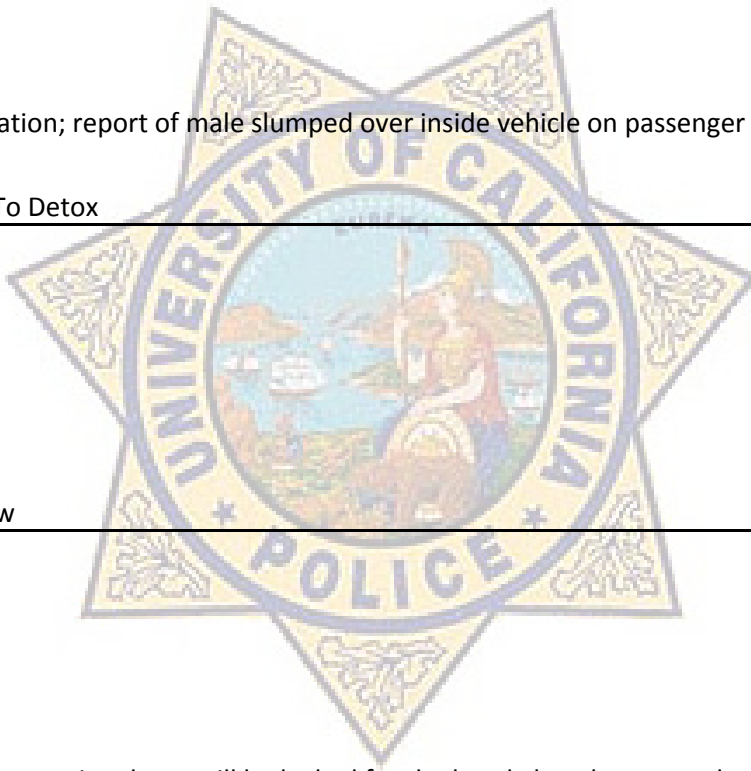 ation; report of male slumped over inside vehicle on passenger
To Detox
UNIVERSITY OF CALIFORNIA
EUREKA
w
POLICE